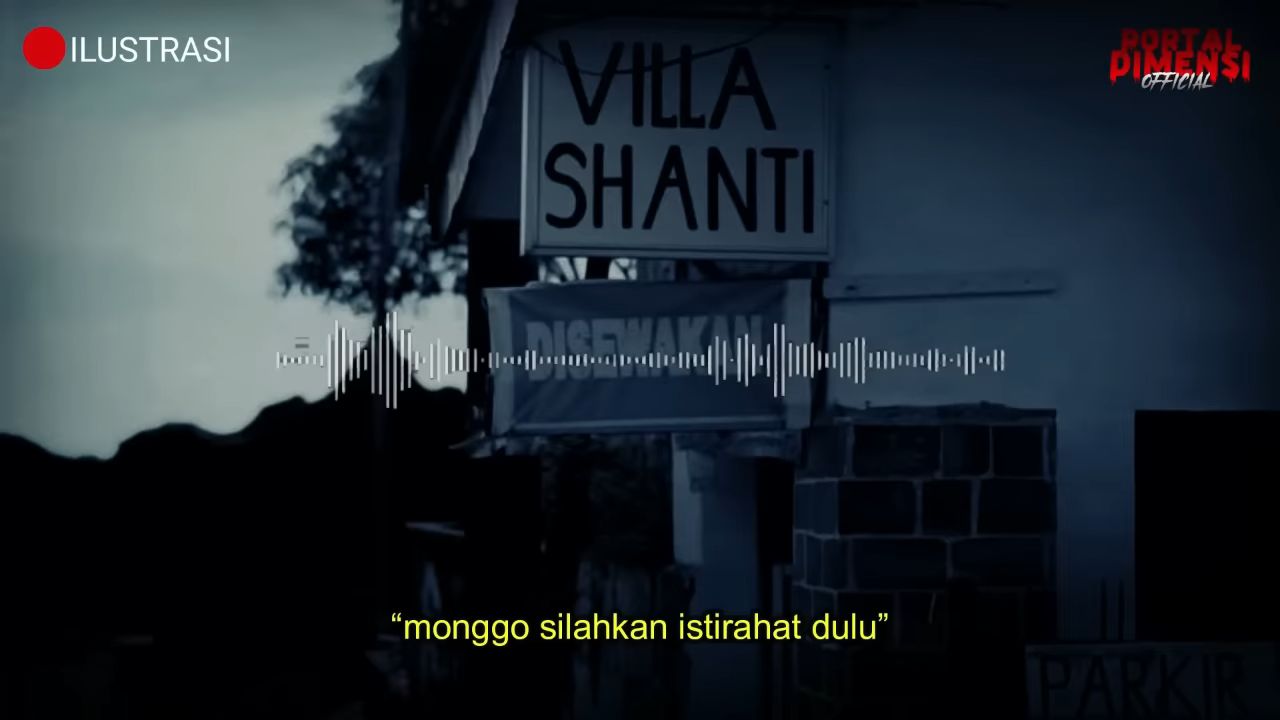 ILUSTRASI
PORTAL
DIMENSI
OFFICIAL
VILLA
SHANTI
DISEWAKAN
“monggo silahkan istirahat dulu”
PARKIR